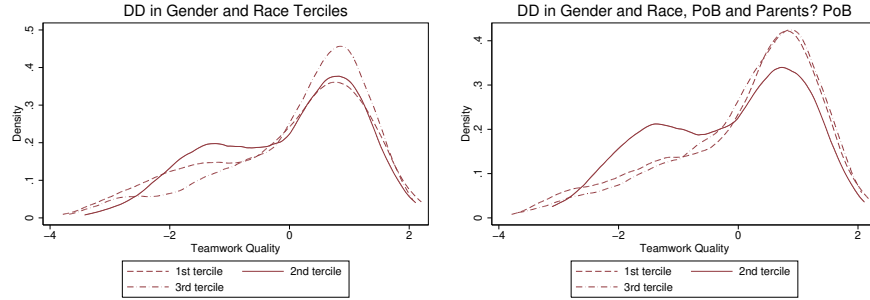 DD in Gender and Race Terciles
.5
.4
.3
.2
.1
0
Density
−4
−2
0
2
Teamwork Quality
1st tercile
2nd tercile
3rd tercile
DD in Gender and Race, PoB and Parents? PoB
.4
.3
.2
.1
0
Density
−4
−2
0
2
Teamwork Quality
1st tercile
2nd tercile
3rd tercile